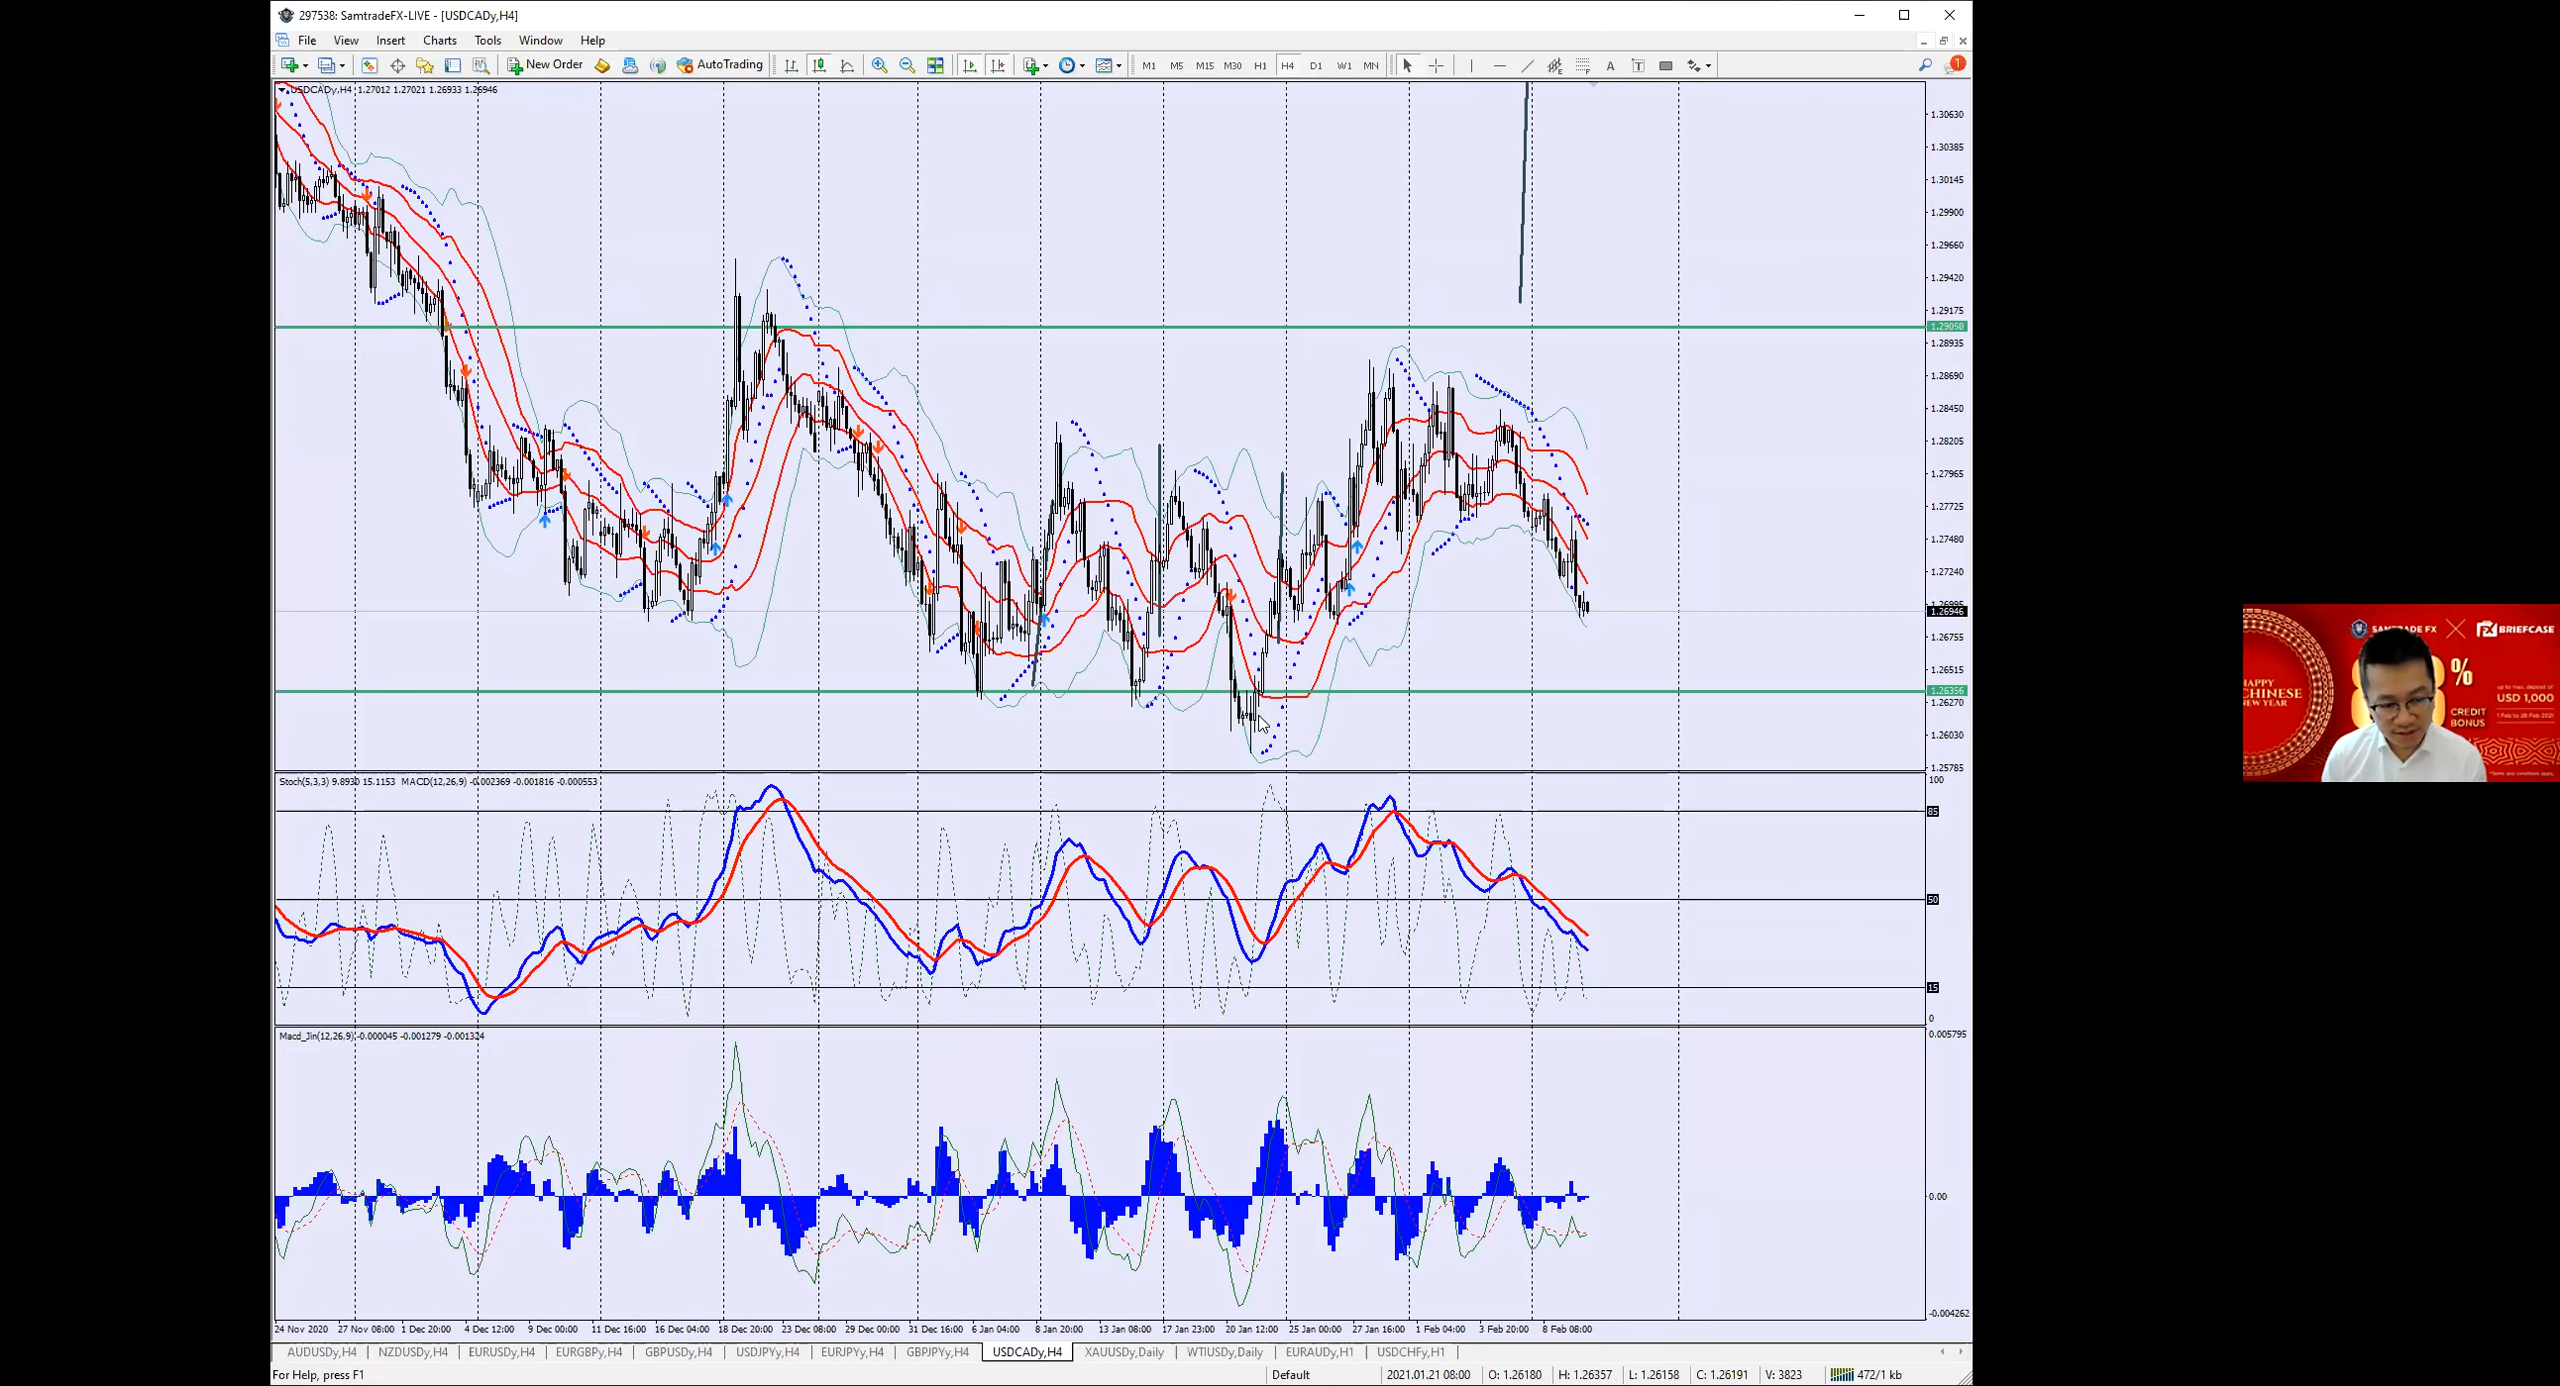 297538: SamtradeFX-LIVE - [USDCADy,H4]
File View Insert Charts Tools Window Help
New Order AutoTrading M1 M5 M15 M30 H1 H4 D1 W1 MN A T 1
USDCADy,H4 1.27012 1.27021 1.26933 1.26946
1.30630
1.30385
1.30145
1.29900
1.29660
1.29420
1.29175
1.29050
1.28935
1.28690
1.28450
1.28205
1.27965
1.27725
1.27480
1.27240
1.26946
1.26755
1.26515
1.26356
1.26270
1.26030
1.25785
Stoch(5,3,3) 9.8930 15.1153 MACD(12,26,9) -0.002369 -0.001816 -0.000553
100
85
50
15
0
Macd_Jin(12,26,9) -0.000045 -0.001279 -0.001324
0.005795
0.00
-0.004262
24 Nov 2020 27 Nov 08:00 1 Dec 20:00 4 Dec 12:00 9 Dec 00:00 11 Dec 16:00 16 Dec 04:00 18 Dec 20:00 23 Dec 08:00 29 Dec 00:00 31 Dec 16:00 6 Jan 04:00 8 Jan 20:00 13 Jan 08:00 17 Jan 23:00 20 Jan 12:00 25 Jan 00:00 27 Jan 16:00 1 Feb 04:00 3 Feb 20:00 8 Feb 08:00
AUDUSDy,H4 NZDUSDy,H4 EURUSDy,H4 EURGBPy,H4 GBPUSDy,H4 USDJPYy,H4 EURJPYy,H4 GBPJPYy,H4 USDCADy,H4 XAUUSDy,Daily WTIUSDy,Daily EURAUDy,H1 USDCHFy,H1
For Help, press F1 Default 2021.01.21 08:00 O: 1.26180 H: 1.26357 L: 1.26158 C: 1.26191 V: 3823 472/1 kb
FX BRIEFCASE
HAPPY
CHINESE
NEW YEAR
%
CREDIT
BONUS
up to max. deposit of
USD 1,000